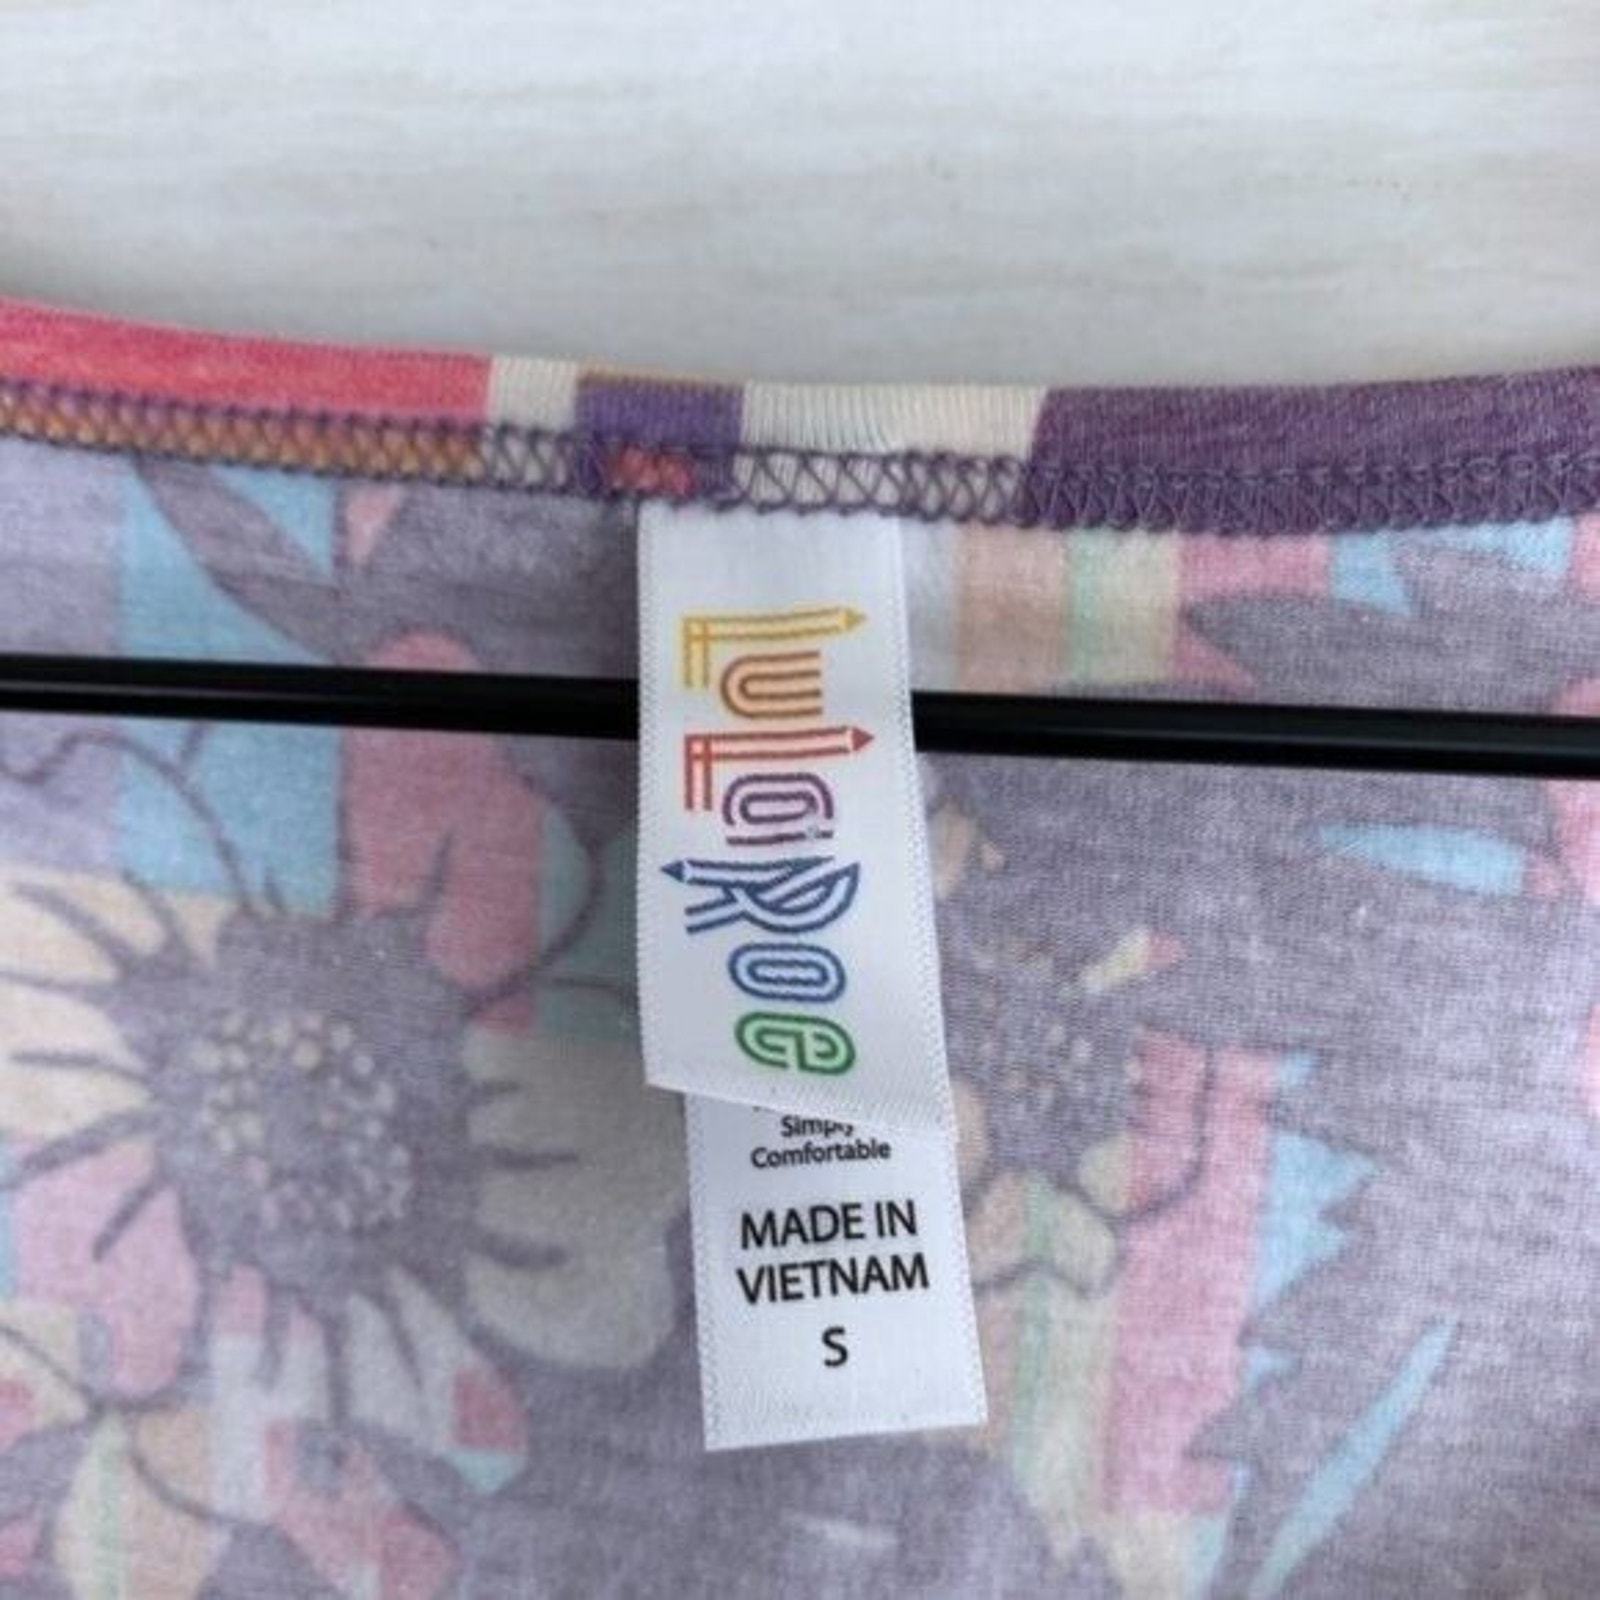 LuLaRoe
Simply
Comfortable
MADE IN
VIETNAM
S